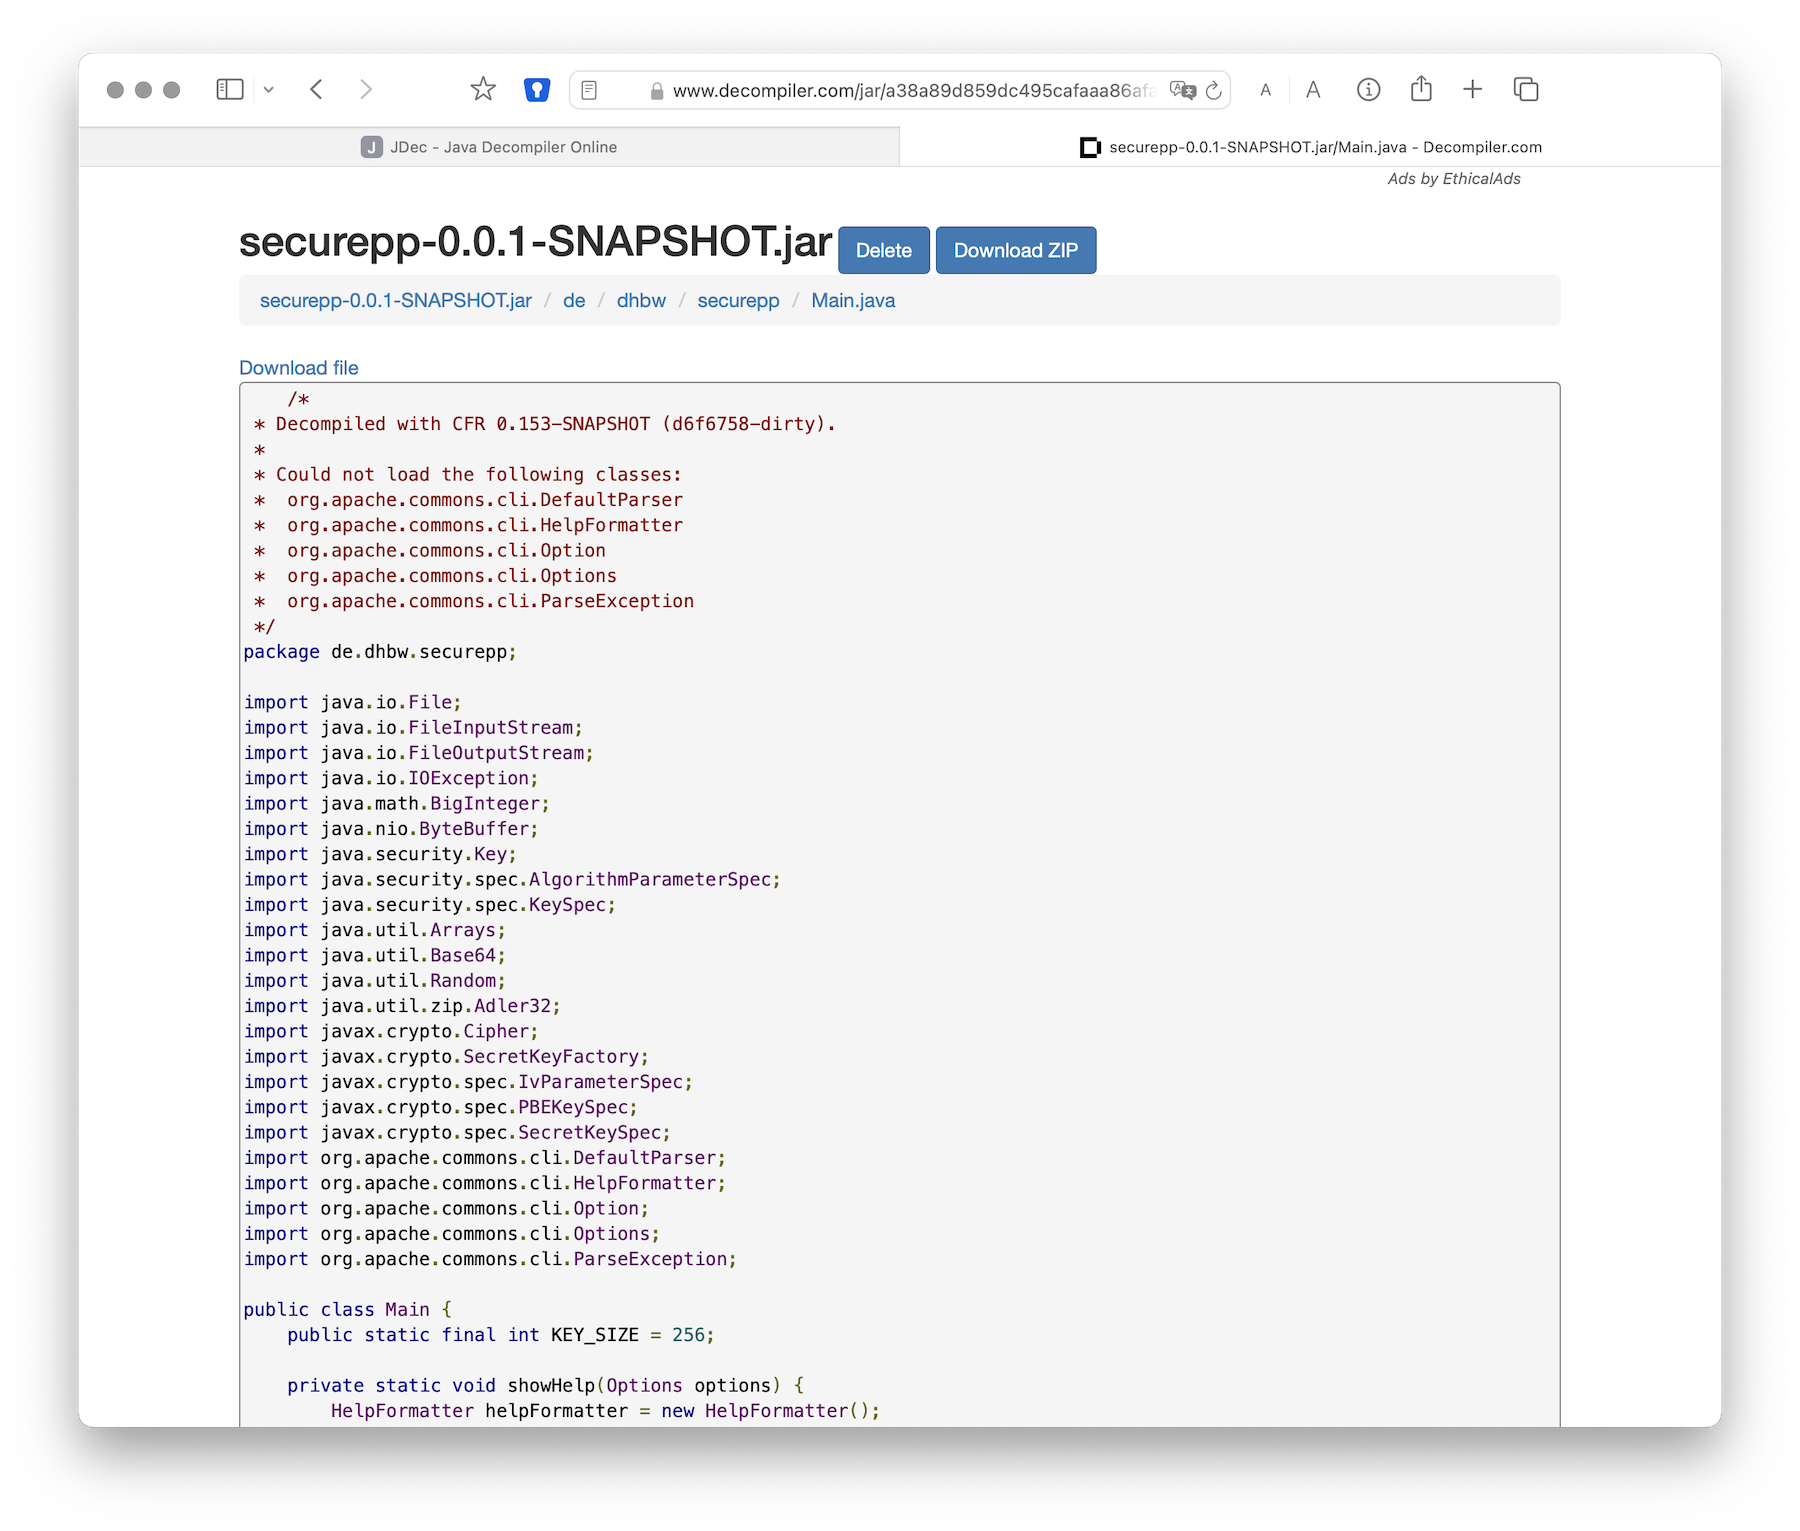 www.decompiler.com/jar/a38a89d859dc495cafaaa86afa
A
A
J JDec - Java Decompiler Online
securepp-0.0.1-SNAPSHOT.jar/Main.java - Decompiler.com
Ads by EthicalAds
securepp-0.0.1-SNAPSHOT.jar Delete Download ZIP
securepp-0.0.1-SNAPSHOT.jar / de / dhbw / securepp / Main.java
Download file
/*
* Decompiled with CFR 0.153-SNAPSHOT (d6f6758-dirty).
*
* Could not load the following classes:
*  org.apache.commons.cli.DefaultParser
*  org.apache.commons.cli.HelpFormatter
*  org.apache.commons.cli.Option
*  org.apache.commons.cli.Options
*  org.apache.commons.cli.ParseException
*/
package de.dhbw.securepp;
import java.io.File;
import java.io.FileInputStream;
import java.io.FileOutputStream;
import java.io.IOException;
import java.math.BigInteger;
import java.nio.ByteBuffer;
import java.security.Key;
import java.security.spec.AlgorithmParameterSpec;
import java.security.spec.KeySpec;
import java.util.Arrays;
import java.util.Base64;
import java.util.Random;
import java.util.zip.Adler32;
import javax.crypto.Cipher;
import javax.crypto.SecretKeyFactory;
import javax.crypto.spec.IvParameterSpec;
import javax.crypto.spec.PBEKeySpec;
import javax.crypto.spec.SecretKeySpec;
import org.apache.commons.cli.DefaultParser;
import org.apache.commons.cli.HelpFormatter;
import org.apache.commons.cli.Option;
import org.apache.commons.cli.Options;
import org.apache.commons.cli.ParseException;
public class Main {
    public static final int KEY_SIZE = 256;
    private static void showHelp(Options options) {
        HelpFormatter helpFormatter = new HelpFormatter();